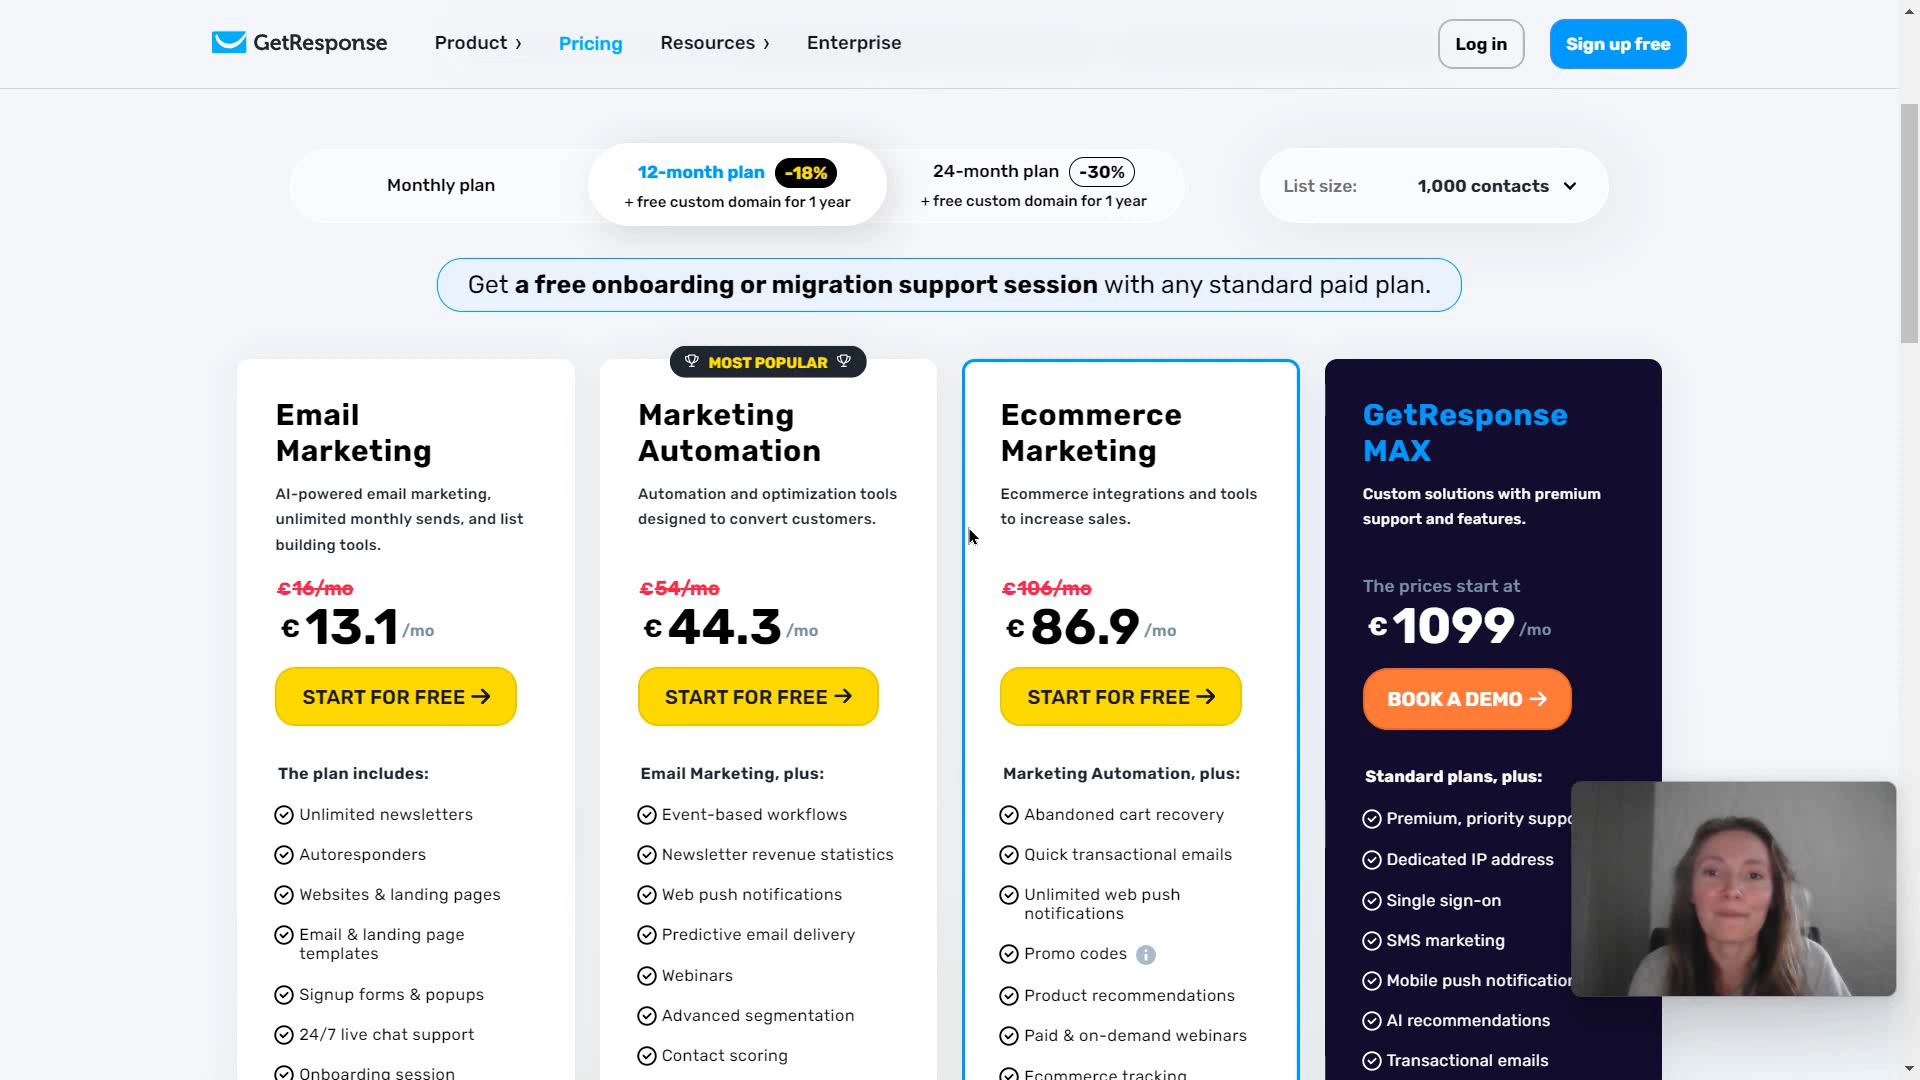 GetResponse
Product ›
Pricing
Resources ›
Enterprise
Log in
Sign up free
Monthly plan
12-month plan -18%
+ free custom domain for 1 year
24-month plan -30%
+ free custom domain for 1 year
List size: 1,000 contacts
Get a free onboarding or migration support session with any standard paid plan.
Email
Marketing
AI-powered email marketing,
unlimited monthly sends, and list
building tools.
€16/mo
€13.1/mo
START FOR FREE →
The plan includes:
Unlimited newsletters
Autoresponders
Websites & landing pages
Email & landing page
templates
Signup forms & popups
24/7 live chat support
Onboarding session
MOST POPULAR
Marketing
Automation
Automation and optimization tools
designed to convert customers.
€54/mo
€44.3/mo
START FOR FREE →
Email Marketing, plus:
Event-based workflows
Newsletter revenue statistics
Web push notifications
Predictive email delivery
Webinars
Advanced segmentation
Contact scoring
Ecommerce
Marketing
Ecommerce integrations and tools
to increase sales.
€106/mo
€86.9/mo
START FOR FREE →
Marketing Automation, plus:
Abandoned cart recovery
Quick transactional emails
Unlimited web push
notifications
Promo codes i
Product recommendations
Paid & on-demand webinars
Ecommerce tracking
GetResponse
MAX
Custom solutions with premium
support and features.
The prices start at
€1099/mo
BOOK A DEMO →
Standard plans, plus:
Premium, priority suppo
Dedicated IP address
Single sign-on
SMS marketing
Mobile push notification
AI recommendations
Transactional emails